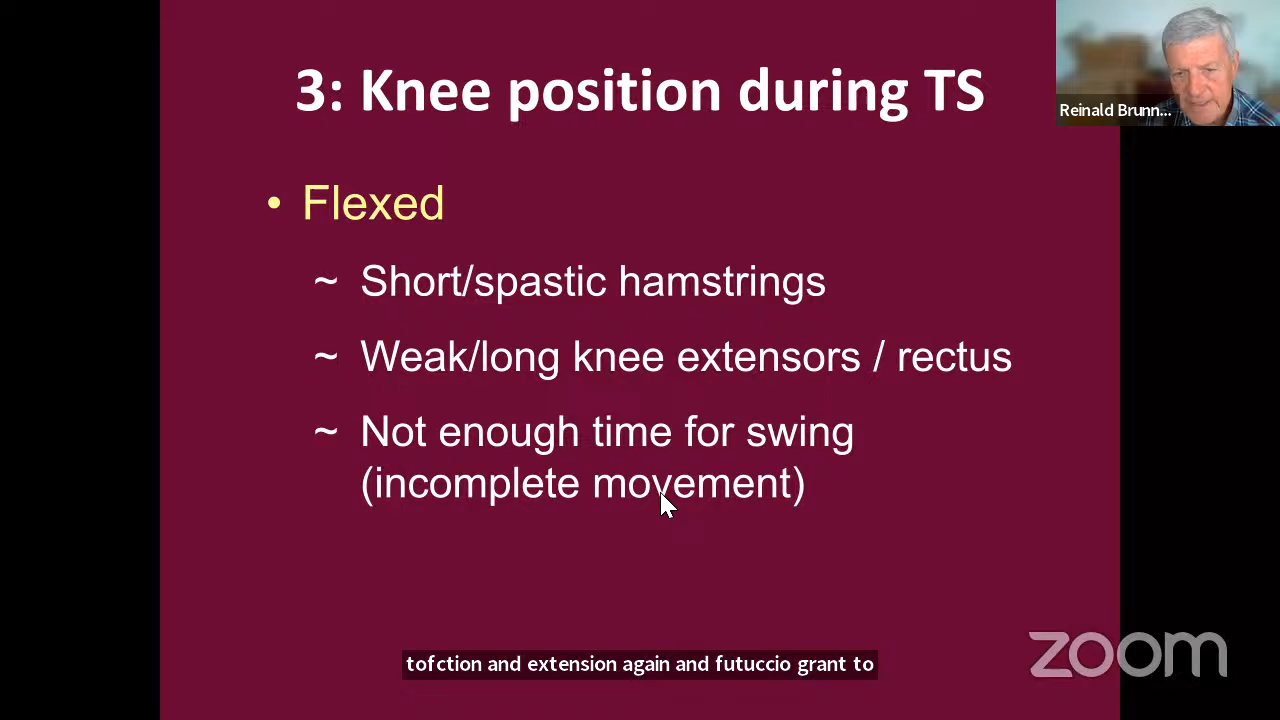 3: Knee position during TS
Reinald Brunn...
• Flexed
~ Short/spastic hamstrings
~ Weak/long knee extensors / rectus
~ Not enough time for swing
(incomplete movement)
tofction and extension again and futuccio grant to
zoom